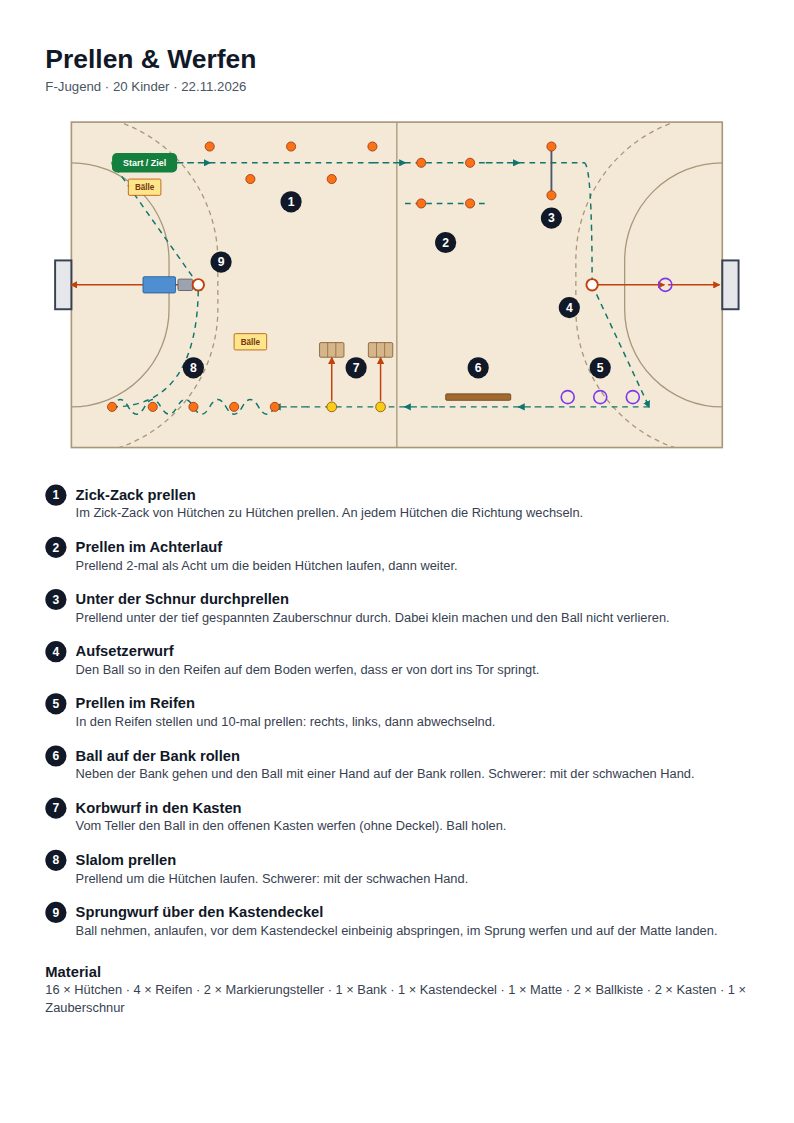 Prellen & Werfen
F-Jugend · 20 Kinder · 22.11.2026
Start / Ziel
Bälle
1
2
3
9
4
Bälle
8
7
6
5
1 Zick-Zack prellen
Im Zick-Zack von Hütchen zu Hütchen prellen. An jedem Hütchen die Richtung wechseln.
2 Prellen im Achterlauf
Prellend 2-mal als Acht um die beiden Hütchen laufen, dann weiter.
3 Unter der Schnur durchprellen
Prellend unter der tief gespannten Zauberschnur durch. Dabei klein machen und den Ball nicht verlieren.
4 Aufsetzerwurf
Den Ball so in den Reifen auf dem Boden werfen, dass er von dort ins Tor springt.
5 Prellen im Reifen
In den Reifen stellen und 10-mal prellen: rechts, links, dann abwechselnd.
6 Ball auf der Bank rollen
Neben der Bank gehen und den Ball mit einer Hand auf der Bank rollen. Schwerer: mit der schwachen Hand.
7 Korbwurf in den Kasten
Vom Teller den Ball in den offenen Kasten werfen (ohne Deckel). Ball holen.
8 Slalom prellen
Prellend um die Hütchen laufen. Schwerer: mit der schwachen Hand.
9 Sprungwurf über den Kastendeckel
Ball nehmen, anlaufen, vor dem Kastendeckel einbeinig abspringen, im Sprung werfen und auf der Matte landen.
Material
16 × Hütchen · 4 × Reifen · 2 × Markierungsteller · 1 × Bank · 1 × Kastendeckel · 1 × Matte · 2 × Ballkiste · 2 × Kasten · 1 ×
Zauberschnur